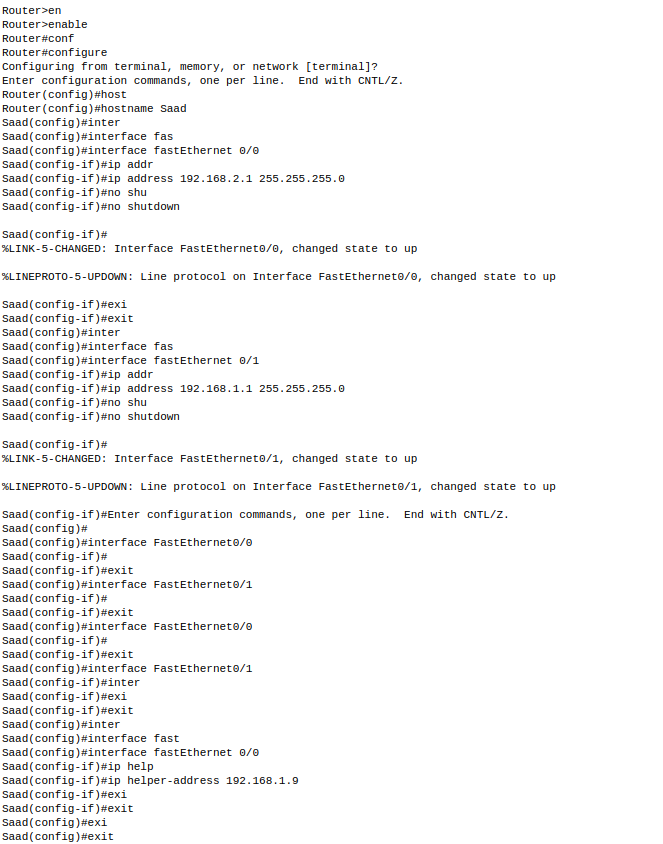 Router>en
Router>enable
Router#conf
Router#configure
Configuring from terminal, memory, or network [terminal]?
Enter configuration commands, one per line.  End with CNTL/Z.
Router(config)#host
Router(config)#hostname Saad
Saad(config)#inter
Saad(config)#interface fas
Saad(config)#interface fastEthernet 0/0
Saad(config-if)#ip addr
Saad(config-if)#ip address 192.168.2.1 255.255.255.0
Saad(config-if)#no shu
Saad(config-if)#no shutdown

Saad(config-if)#
%LINK-5-CHANGED: Interface FastEthernet0/0, changed state to up

%LINEPROTO-5-UPDOWN: Line protocol on Interface FastEthernet0/0, changed state to up

Saad(config-if)#exi
Saad(config-if)#exit
Saad(config)#inter
Saad(config)#interface fas
Saad(config)#interface fastEthernet 0/1
Saad(config-if)#ip addr
Saad(config-if)#ip address 192.168.1.1 255.255.255.0
Saad(config-if)#no shu
Saad(config-if)#no shutdown

Saad(config-if)#
%LINK-5-CHANGED: Interface FastEthernet0/1, changed state to up

%LINEPROTO-5-UPDOWN: Line protocol on Interface FastEthernet0/1, changed state to up

Saad(config-if)#Enter configuration commands, one per line.  End with CNTL/Z.
Saad(config)#
Saad(config)#interface FastEthernet0/0
Saad(config-if)#
Saad(config-if)#exit
Saad(config)#interface FastEthernet0/1
Saad(config-if)#
Saad(config-if)#exit
Saad(config)#interface FastEthernet0/0
Saad(config-if)#
Saad(config-if)#exit
Saad(config)#interface FastEthernet0/1
Saad(config-if)#inter
Saad(config-if)#exi
Saad(config-if)#exit
Saad(config)#inter
Saad(config)#interface fast
Saad(config)#interface fastEthernet 0/0
Saad(config-if)#ip help
Saad(config-if)#ip helper-address 192.168.1.9
Saad(config-if)#exi
Saad(config-if)#exit
Saad(config)#exi
Saad(config)#exit